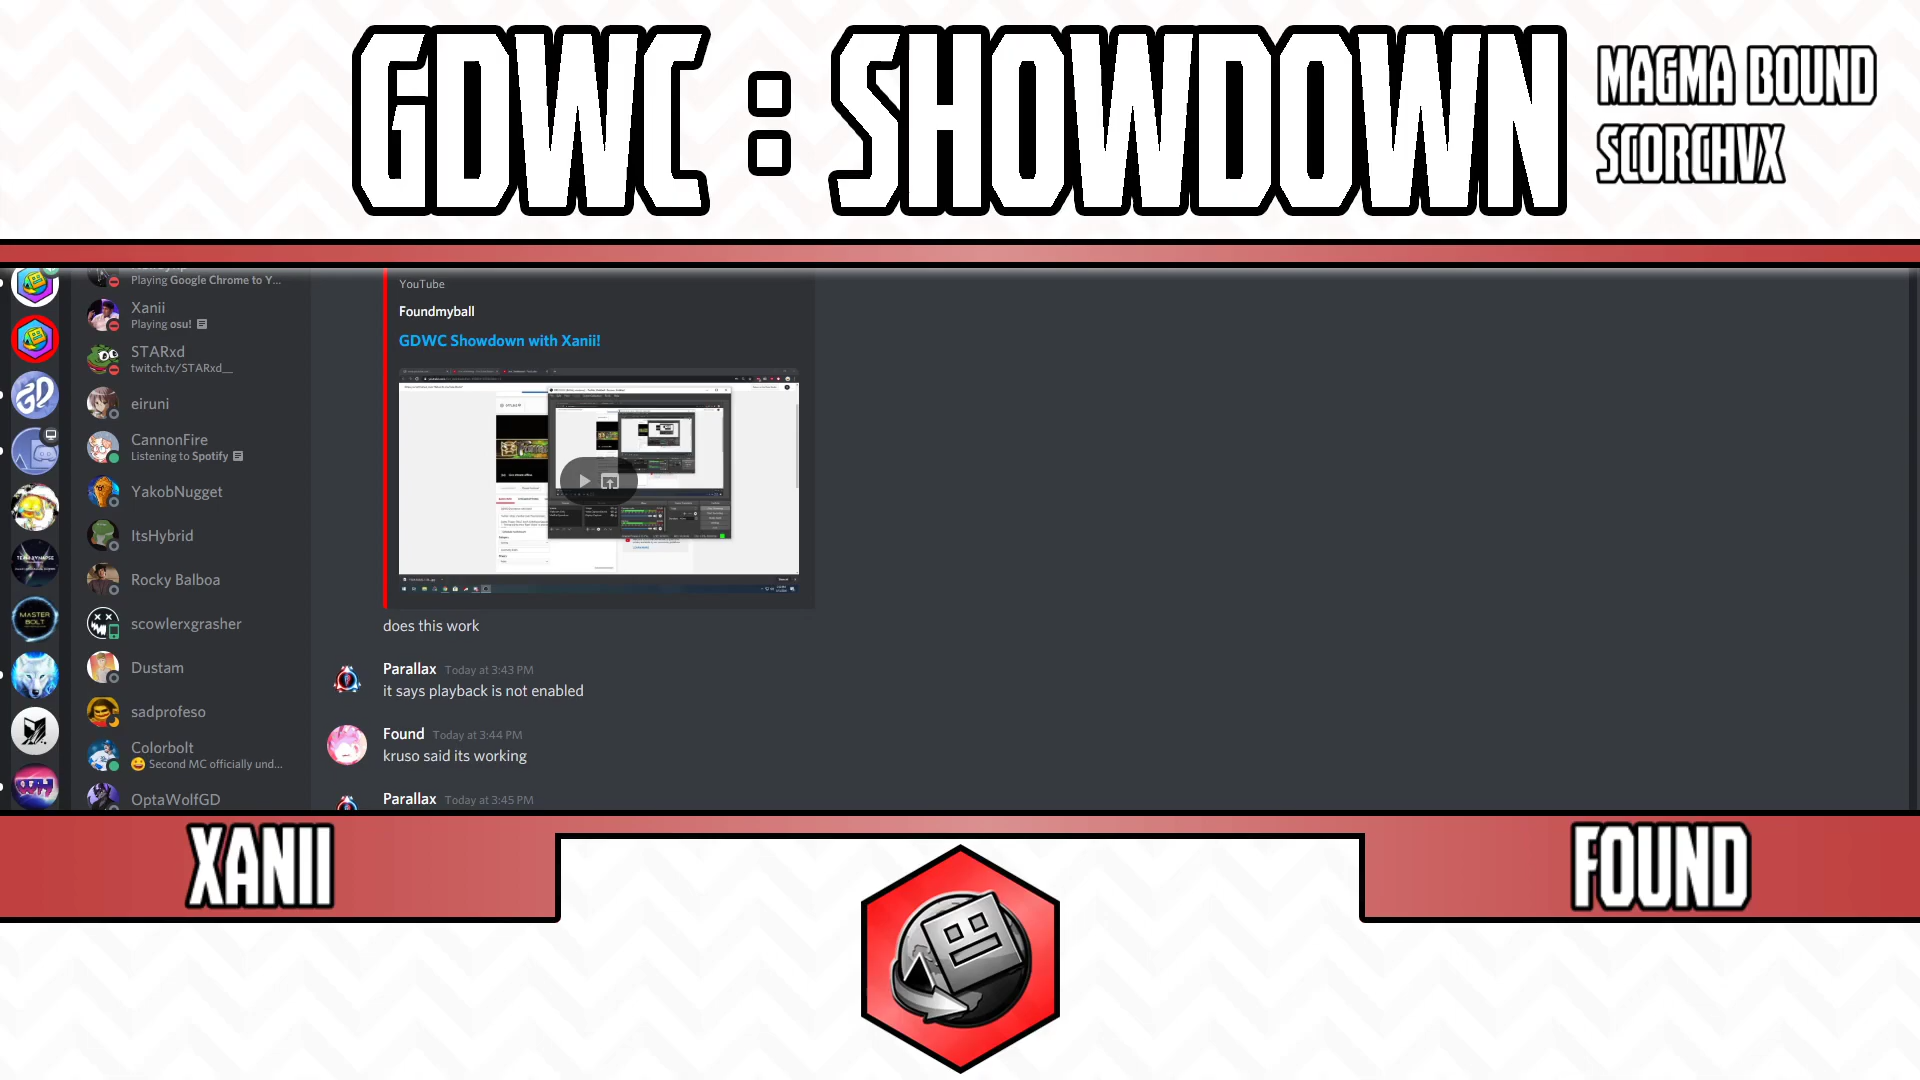 GDWC : SHOWDOWN
MAGMA BOUND
SCORCHVX
Playing Google Chrome to Y...
Xanii
Playing osu!
STARxd
twitch.tv/STARxd__
eiruni
CannonFire
Listening to Spotify
YakobNugget
ItsHybrid
Rocky Balboa
scowlerxgrasher
Dustam
sadprofeso
Colorbolt
Second MC officially und...
OptaWolfGD
MASTER
BOLT
YouTube
Foundmyball
GDWC Showdown with Xanii!
does this work
Parallax Today at 3:43 PM
it says playback is not enabled
Found Today at 3:44 PM
kruso said its working
Parallax Today at 3:45 PM
XANII
FOUND